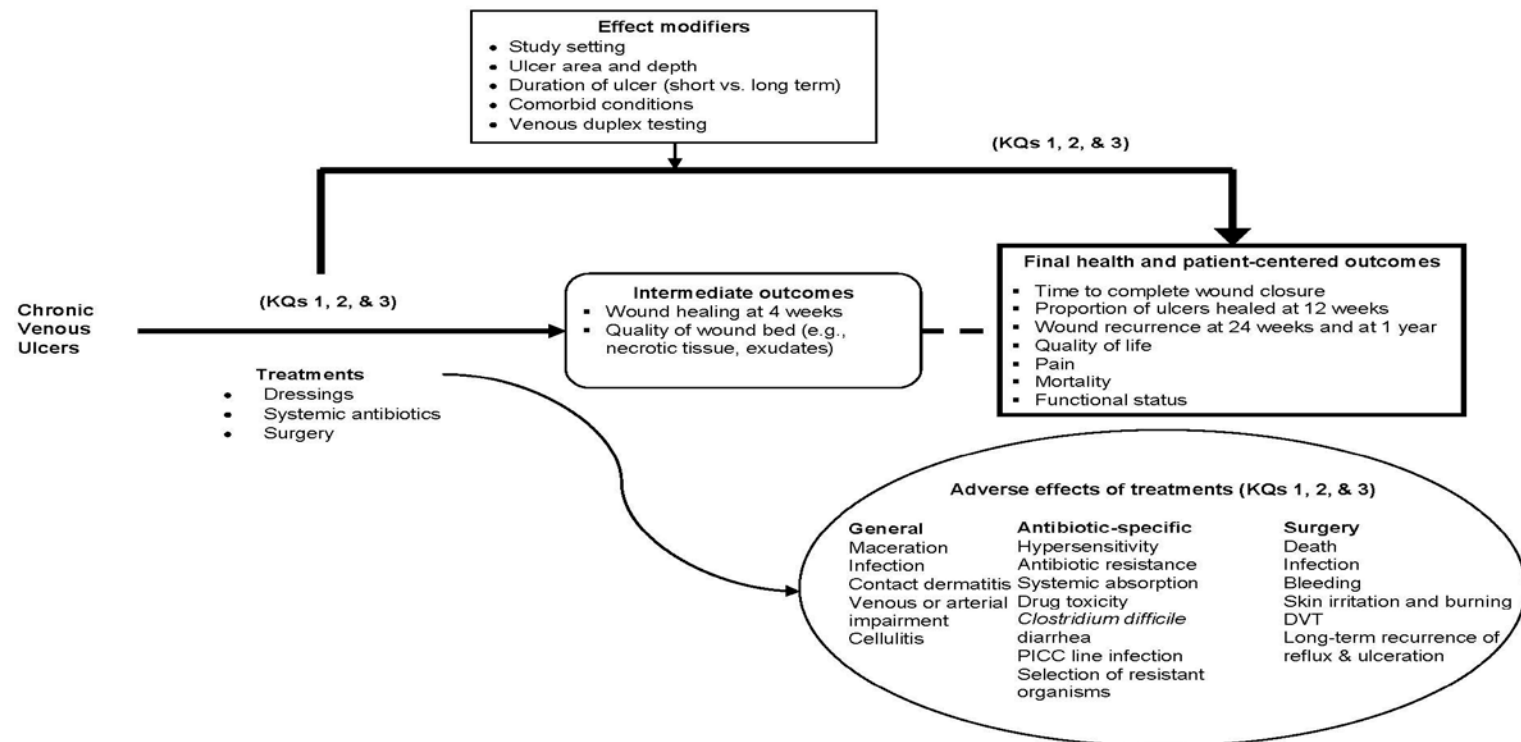 Effect modifiers
• Study setting
• Ulcer area and depth
• Duration of ulcer (short vs. long term)
• Comorbid conditions
• Venous duplex testing
(KQs 1, 2, & 3)
Chronic
Venous
Ulcers
(KQs 1, 2, & 3)
Treatments
• Dressings
• Systemic antibiotics
• Surgery
Intermediate outcomes
▪ Wound healing at 4 weeks
▪ Quality of wound bed (e.g.,
necrotic tissue, exudates)
Final health and patient-centered outcomes
▪ Time to complete wound closure
▪ Proportion of ulcers healed at 12 weeks
▪ Wound recurrence at 24 weeks and at 1 year
▪ Quality of life
▪ Pain
▪ Mortality
▪ Functional status
Adverse effects of treatments (KQs 1, 2, & 3)
General
Maceration
Infection
Contact dermatitis
Venous or arterial
impairment
Cellulitis
Antibiotic-specific
Hypersensitivity
Antibiotic resistance
Systemic absorption
Drug toxicity
Clostridium difficile
diarrhea
PICC line infection
Selection of resistant
organisms
Surgery
Death
Infection
Bleeding
Skin irritation and burning
DVT
Long-term recurrence of
reflux & ulceration